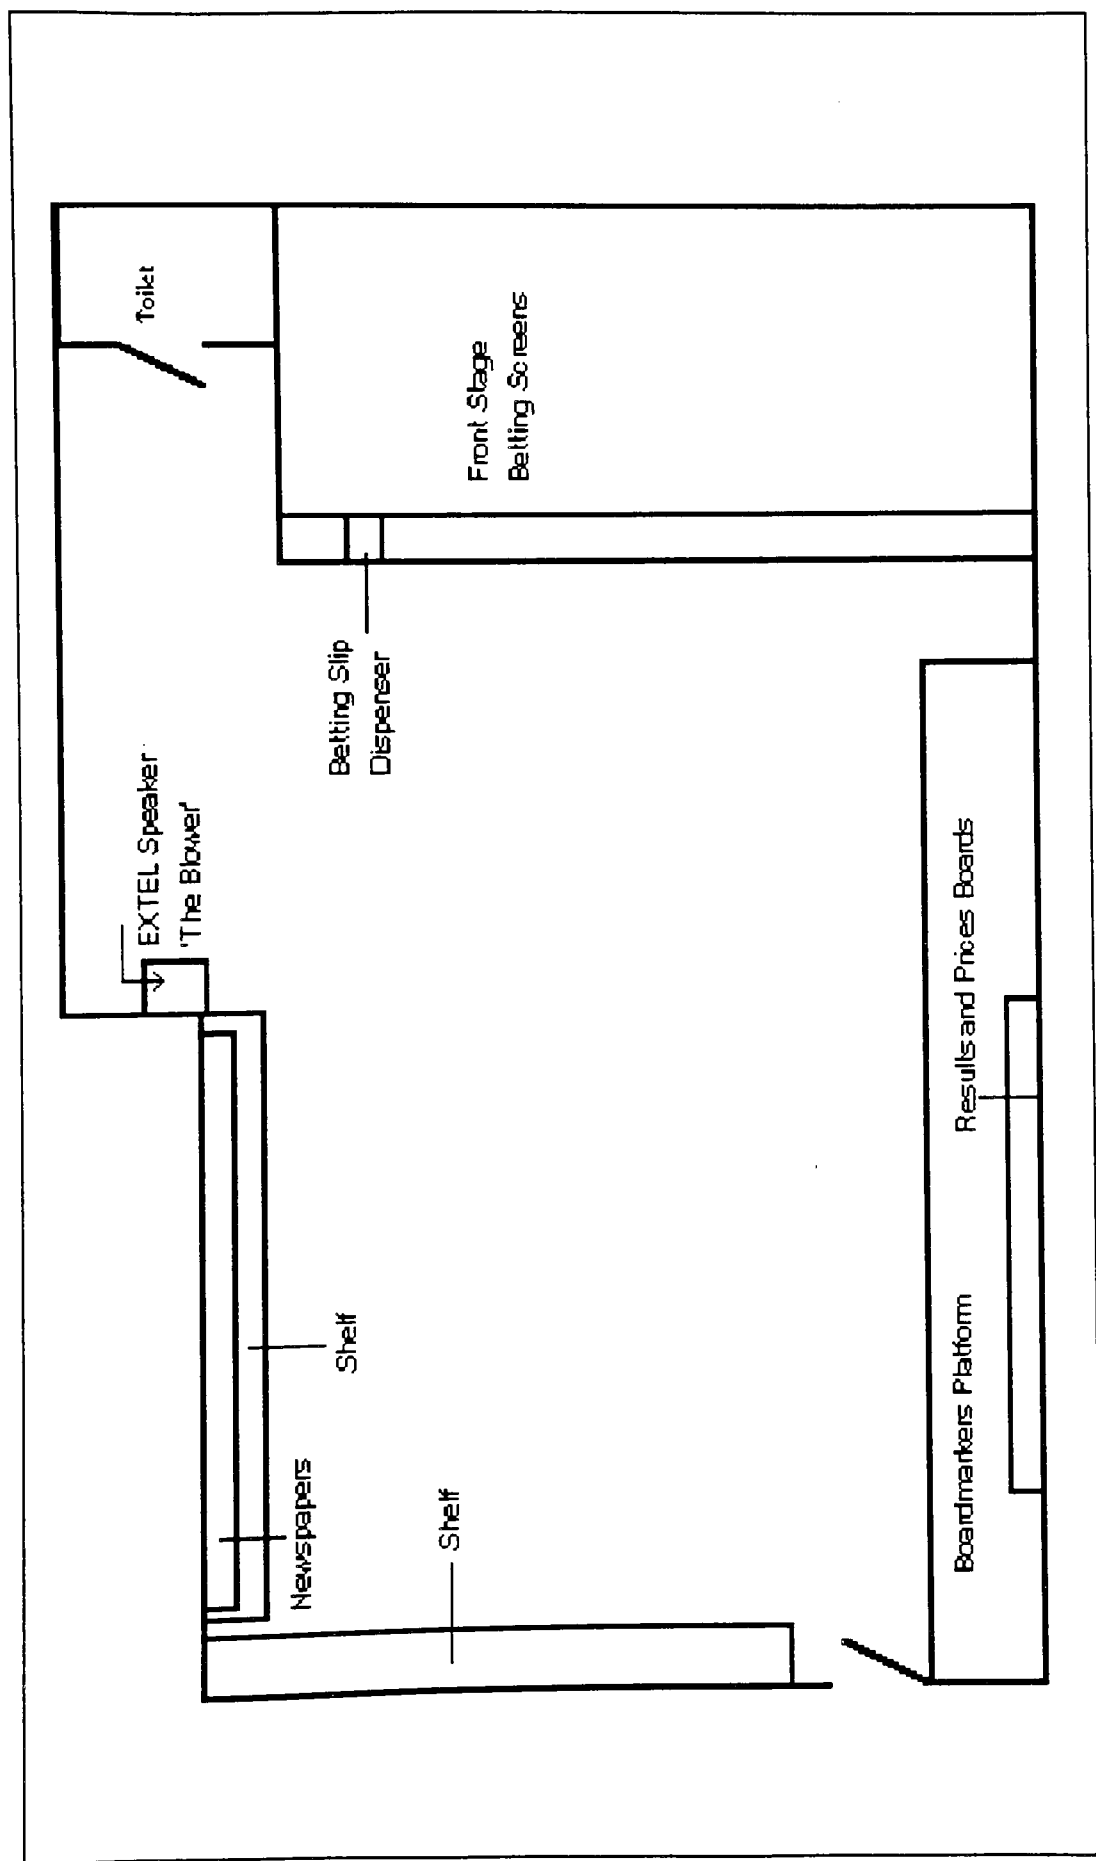 Toilet
EXTEL Speaker
'The Blower'
Front Stage
Betting Screens
Betting Slip
Dispenser
Shelf
Newspapers
Shelf
Results and Prices Boards
Boardmarkers Platform